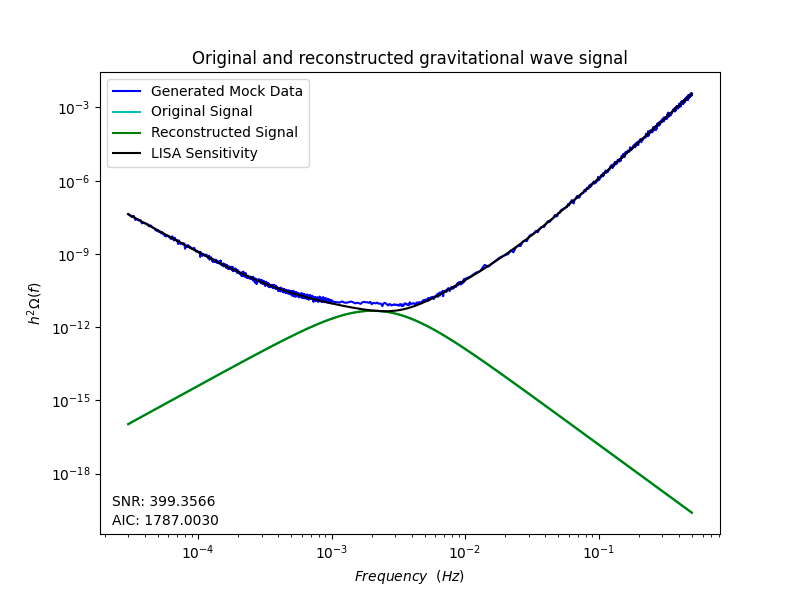 Original and reconstructed gravitational wave signal
Generated Mock Data
Original Signal
Reconstructed Signal
LISA Sensitivity
10⁻³
10⁻⁶
10⁻⁹
10⁻¹²
10⁻¹⁵
10⁻¹⁸
h²Ω(f)
SNR: 399.3566
AIC: 1787.0030
10⁻⁴ 10⁻³ 10⁻² 10⁻¹
Frequency (Hz)